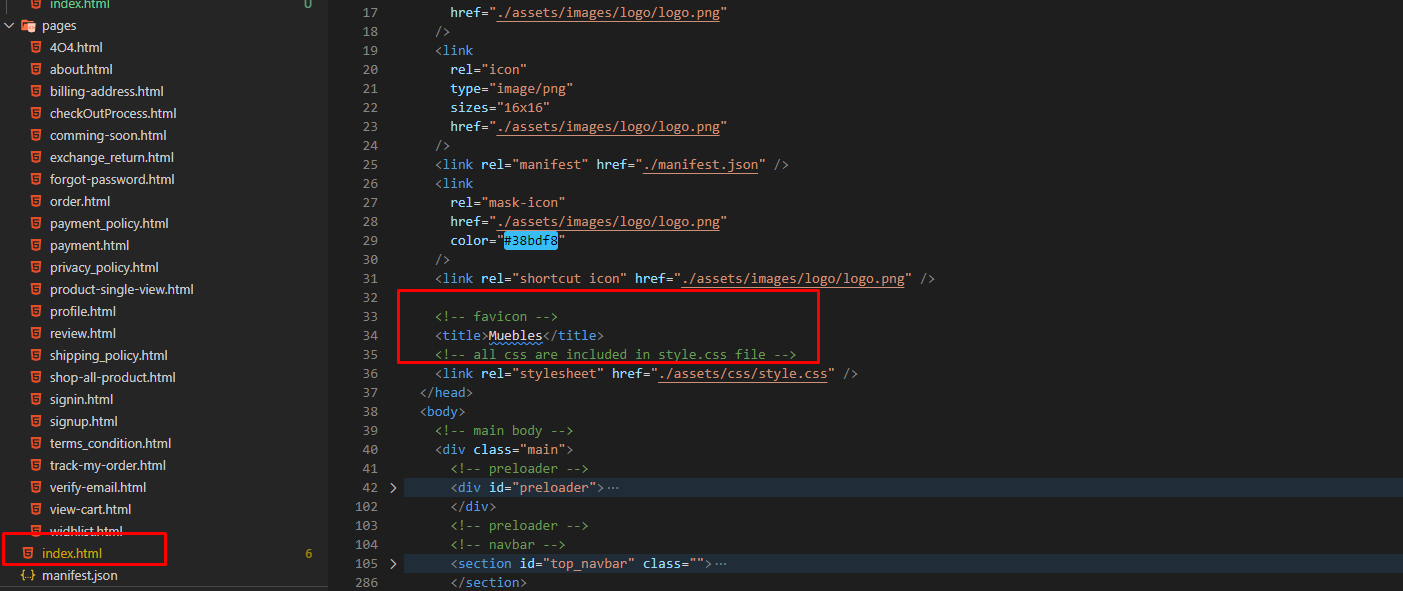 index.html U
pages
4O4.html
about.html
billing-address.html
checkOutProcess.html
comming-soon.html
exchange_return.html
forgot-password.html
order.html
payment_policy.html
payment.html
privacy_policy.html
product-single-view.html
profile.html
review.html
shipping_policy.html
shop-all-product.html
signin.html
signup.html
terms_condition.html
track-my-order.html
verify-email.html
view-cart.html
widhlist.html
index.html 6
{..} manifest.json
17 href="./assets/images/logo/logo.png"
18 />
19 <link
20 rel="icon"
21 type="image/png"
22 sizes="16x16"
23 href="./assets/images/logo/logo.png"
24 />
25 <link rel="manifest" href="./manifest.json" />
26 <link
27 rel="mask-icon"
28 href="./assets/images/logo/logo.png"
29 color="#38bdf8"
30 />
31 <link rel="shortcut icon" href="./assets/images/logo/logo.png" />
32
33 <!-- favicon -->
34 <title>Muebles</title>
35 <!-- all css are included in style.css file -->
36 <link rel="stylesheet" href="./assets/css/style.css" />
37 </head>
38 <body>
39 <!-- main body -->
40 <div class="main">
41 <!-- preloader -->
42 <div id="preloader">···
102 </div>
103 <!-- preloader -->
104 <!-- navbar -->
105 <section id="top_navbar" class="">···
286 </section>